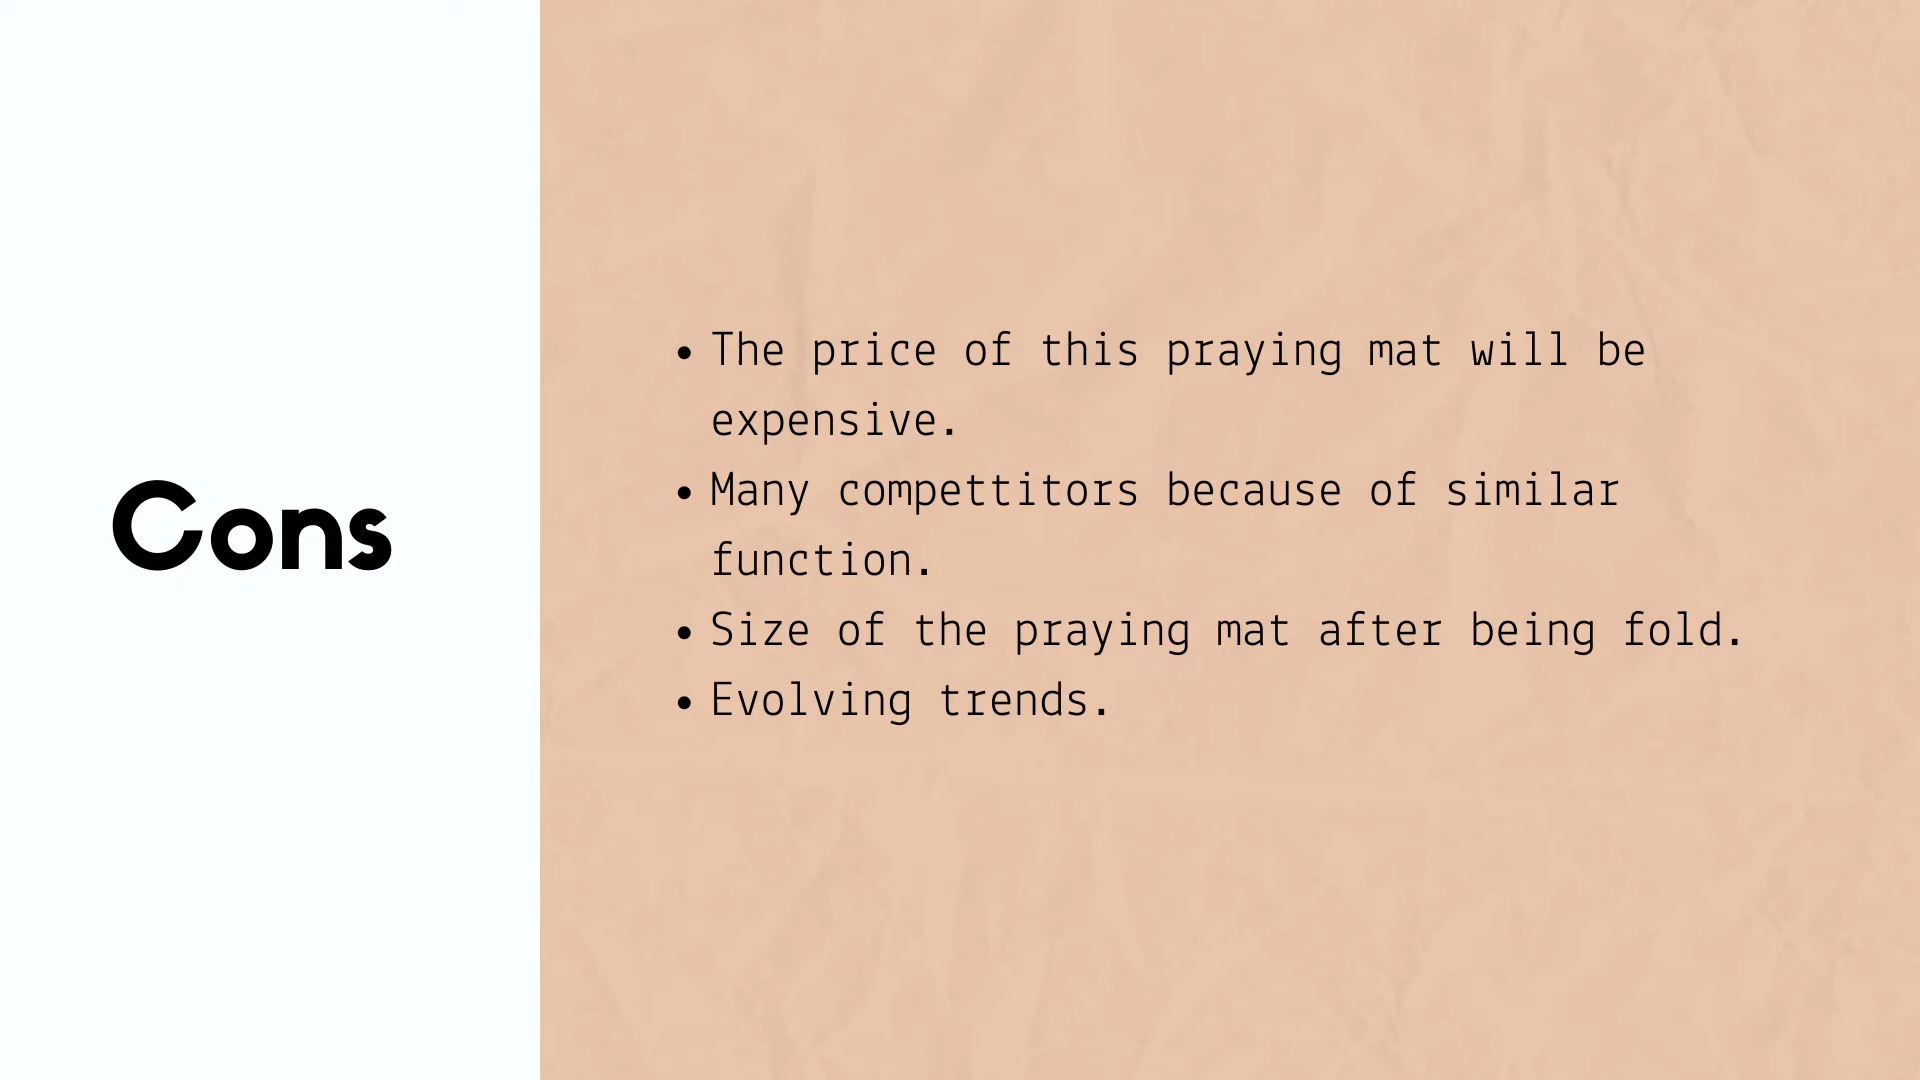 Cons
• The price of this praying mat will be
expensive.
• Many compettitors because of similar
function.
• Size of the praying mat after being fold.
• Evolving trends.